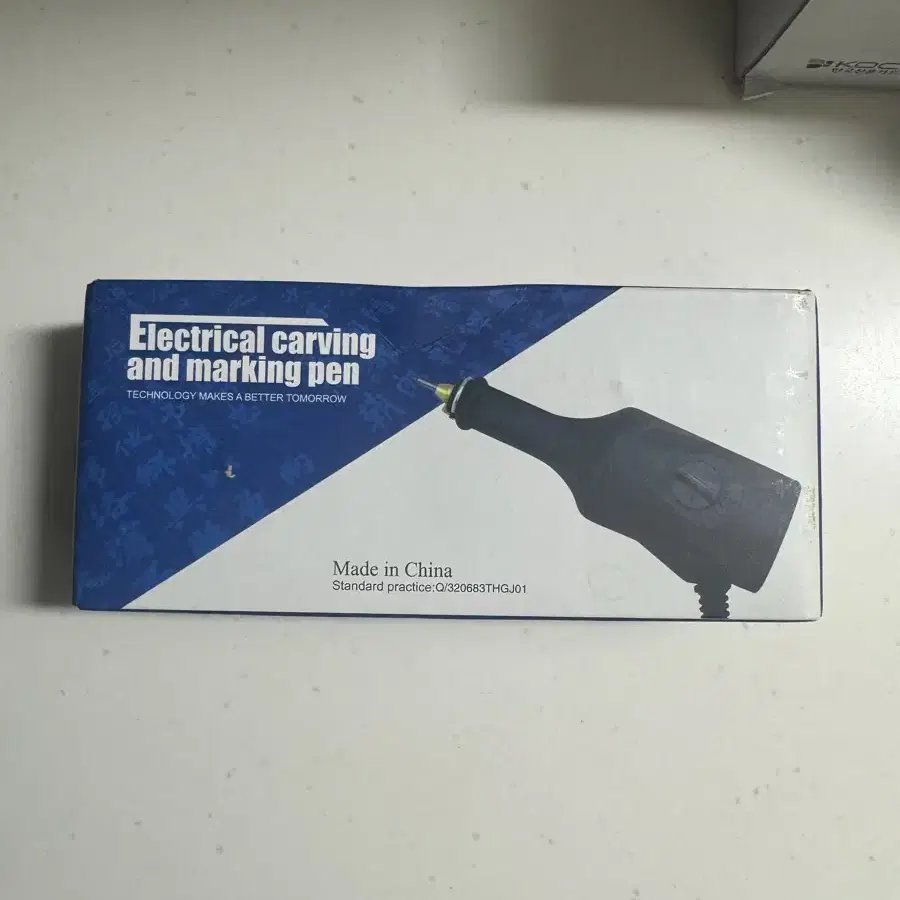 Electrical carving
and marking pen
TECHNOLOGY MAKES A BETTER TOMORROW
Made in China
Standard practice:Q/320683THGJ01